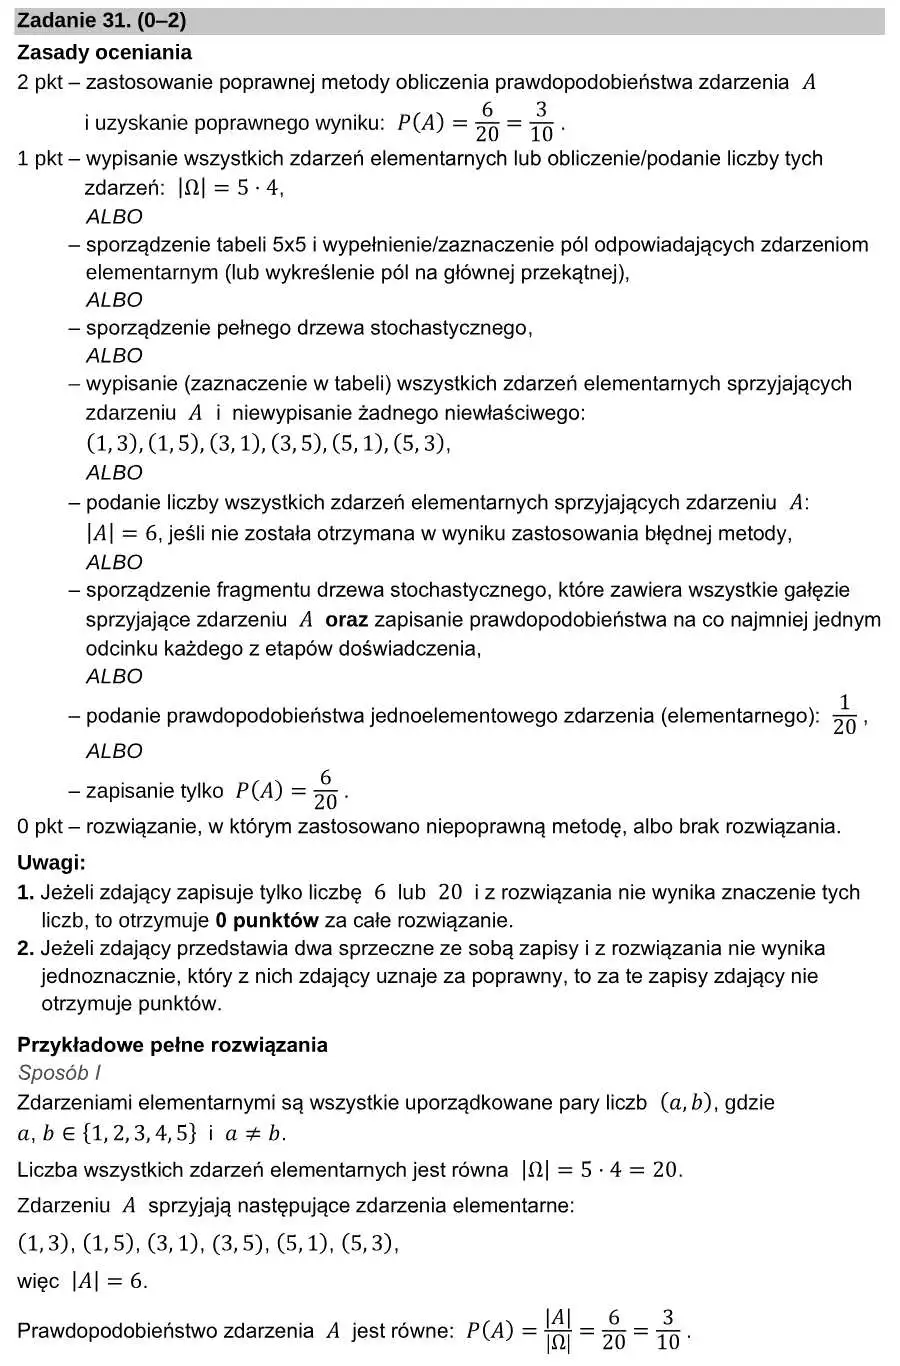 Zadanie 31. (0–2)
Zasady oceniania
2 pkt – zastosowanie poprawnej metody obliczenia prawdopodobieństwa zdarzenia A
i uzyskanie poprawnego wyniku: P(A) = 6/20 = 3/10 .
1 pkt – wypisanie wszystkich zdarzeń elementarnych lub obliczenie/podanie liczby tych
zdarzeń: |Ω| = 5 · 4,
ALBO
– sporządzenie tabeli 5x5 i wypełnienie/zaznaczenie pól odpowiadających zdarzeniom
elementarnym (lub wykreślenie pól na głównej przekątnej),
ALBO
– sporządzenie pełnego drzewa stochastycznego,
ALBO
– wypisanie (zaznaczenie w tabeli) wszystkich zdarzeń elementarnych sprzyjających
zdarzeniu A i niewypisanie żadnego niewłaściwego:
(1, 3), (1, 5), (3, 1), (3, 5), (5, 1), (5, 3),
ALBO
– podanie liczby wszystkich zdarzeń elementarnych sprzyjających zdarzeniu A:
|A| = 6, jeśli nie została otrzymana w wyniku zastosowania błędnej metody,
ALBO
– sporządzenie fragmentu drzewa stochastycznego, które zawiera wszystkie gałęzie
sprzyjające zdarzeniu A oraz zapisanie prawdopodobieństwa na co najmniej jednym
odcinku każdego z etapów doświadczenia,
ALBO
– podanie prawdopodobieństwa jednoelementowego zdarzenia (elementarnego): 1/20 ,
ALBO
– zapisanie tylko P(A) = 6/20 .
0 pkt – rozwiązanie, w którym zastosowano niepoprawną metodę, albo brak rozwiązania.
Uwagi:
1. Jeżeli zdający zapisuje tylko liczbę 6 lub 20 i z rozwiązania nie wynika znaczenie tych
liczb, to otrzymuje 0 punktów za całe rozwiązanie.
2. Jeżeli zdający przedstawia dwa sprzeczne ze sobą zapisy i z rozwiązania nie wynika
jednoznacznie, który z nich zdający uznaje za poprawny, to za te zapisy zdający nie
otrzymuje punktów.
Przykładowe pełne rozwiązania
Sposób I
Zdarzeniami elementarnymi są wszystkie uporządkowane pary liczb (a, b), gdzie
a, b ∈ {1, 2, 3, 4, 5} i a ≠ b.
Liczba wszystkich zdarzeń elementarnych jest równa |Ω| = 5 · 4 = 20.
Zdarzeniu A sprzyjają następujące zdarzenia elementarne:
(1, 3), (1, 5), (3, 1), (3, 5), (5, 1), (5, 3),
więc |A| = 6.
Prawdopodobieństwo zdarzenia A jest równe: P(A) = |A|/|Ω| = 6/20 = 3/10 .